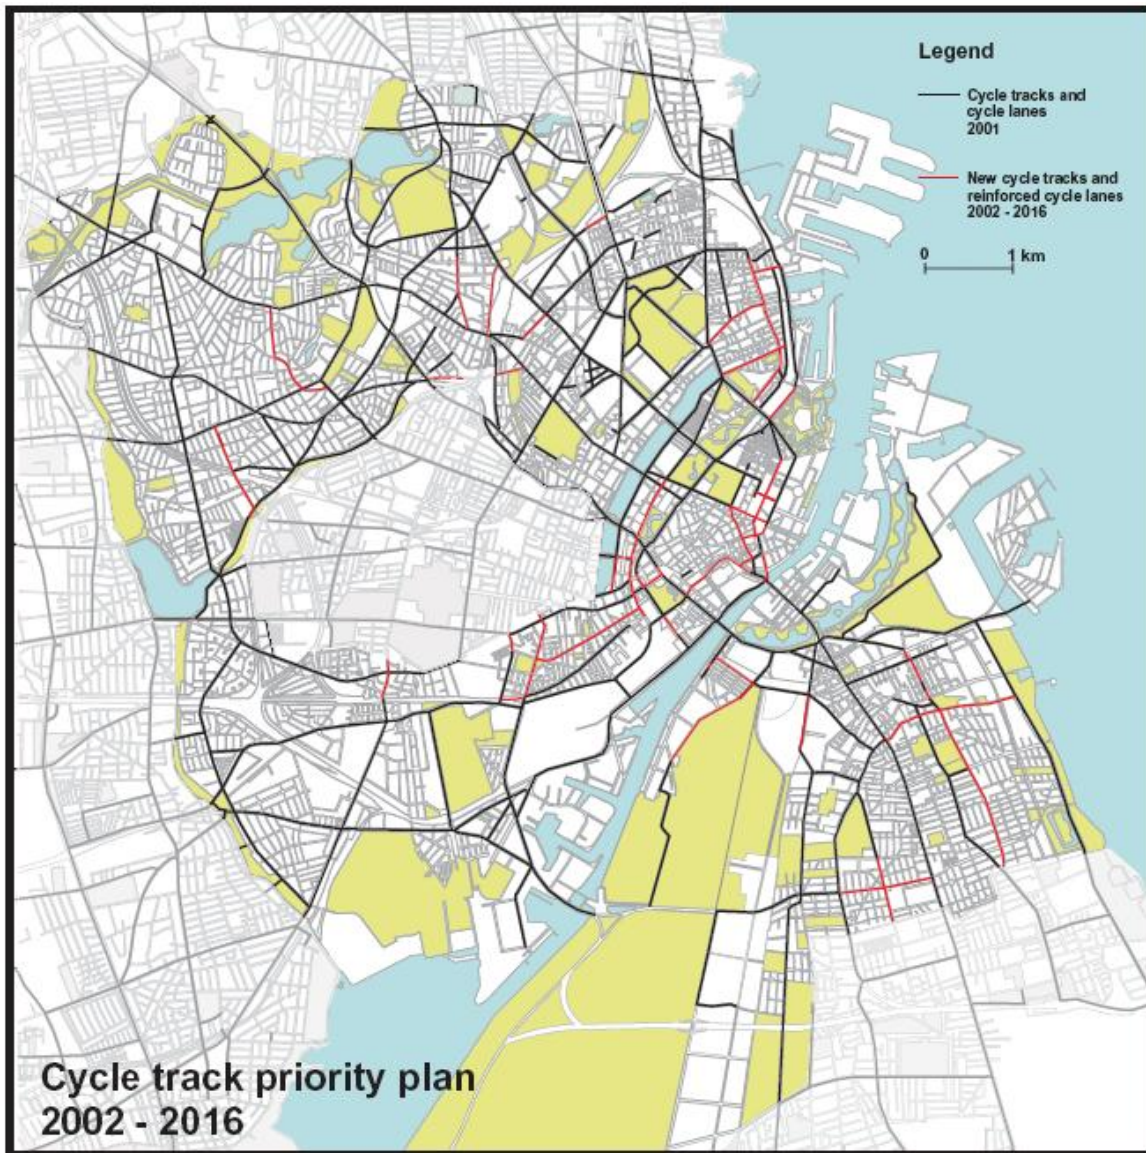 Legend
Cycle tracks and
cycle lanes
2001
New cycle tracks and
reinforced cycle lanes
2002 - 2016
0 1 km
Cycle track priority plan
2002 - 2016